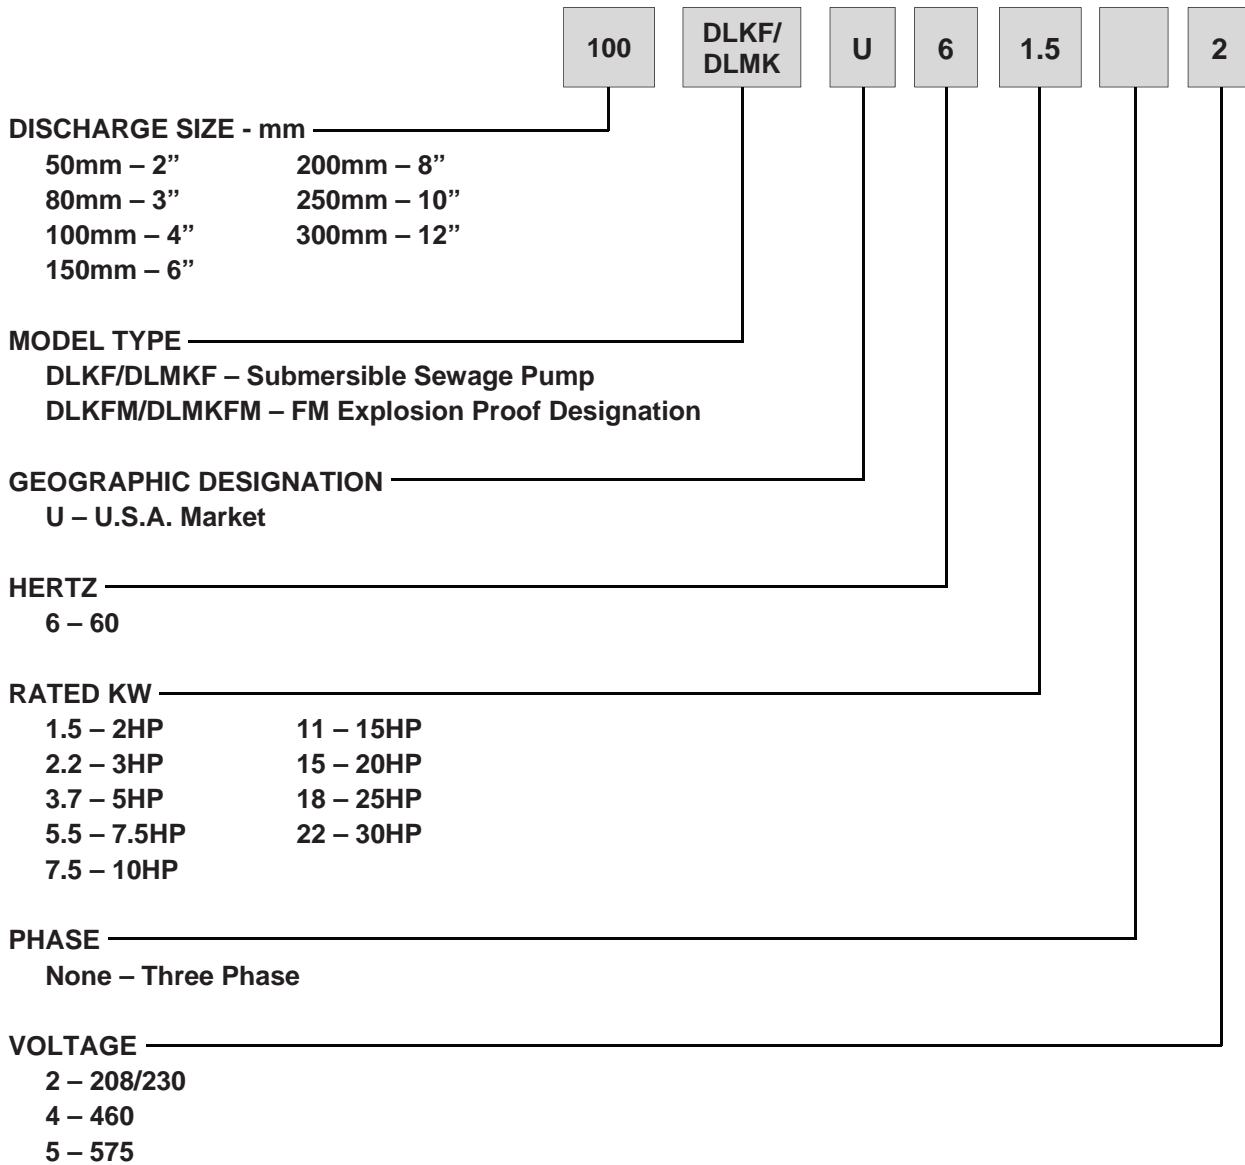 100 DLKF/ U 6 1.5 2
DLMK
DISCHARGE SIZE - mm
50mm – 2” 200mm – 8”
80mm – 3” 250mm – 10”
100mm – 4” 300mm – 12”
150mm – 6”
MODEL TYPE
DLKF/DLMKF – Submersible Sewage Pump
DLKFM/DLMKFM – FM Explosion Proof Designation
GEOGRAPHIC DESIGNATION
U – U.S.A. Market
HERTZ
6 – 60
RATED KW
1.5 – 2HP 11 – 15HP
2.2 – 3HP 15 – 20HP
3.7 – 5HP 18 – 25HP
5.5 – 7.5HP 22 – 30HP
7.5 – 10HP
PHASE
None – Three Phase
VOLTAGE
2 – 208/230
4 – 460
5 – 575